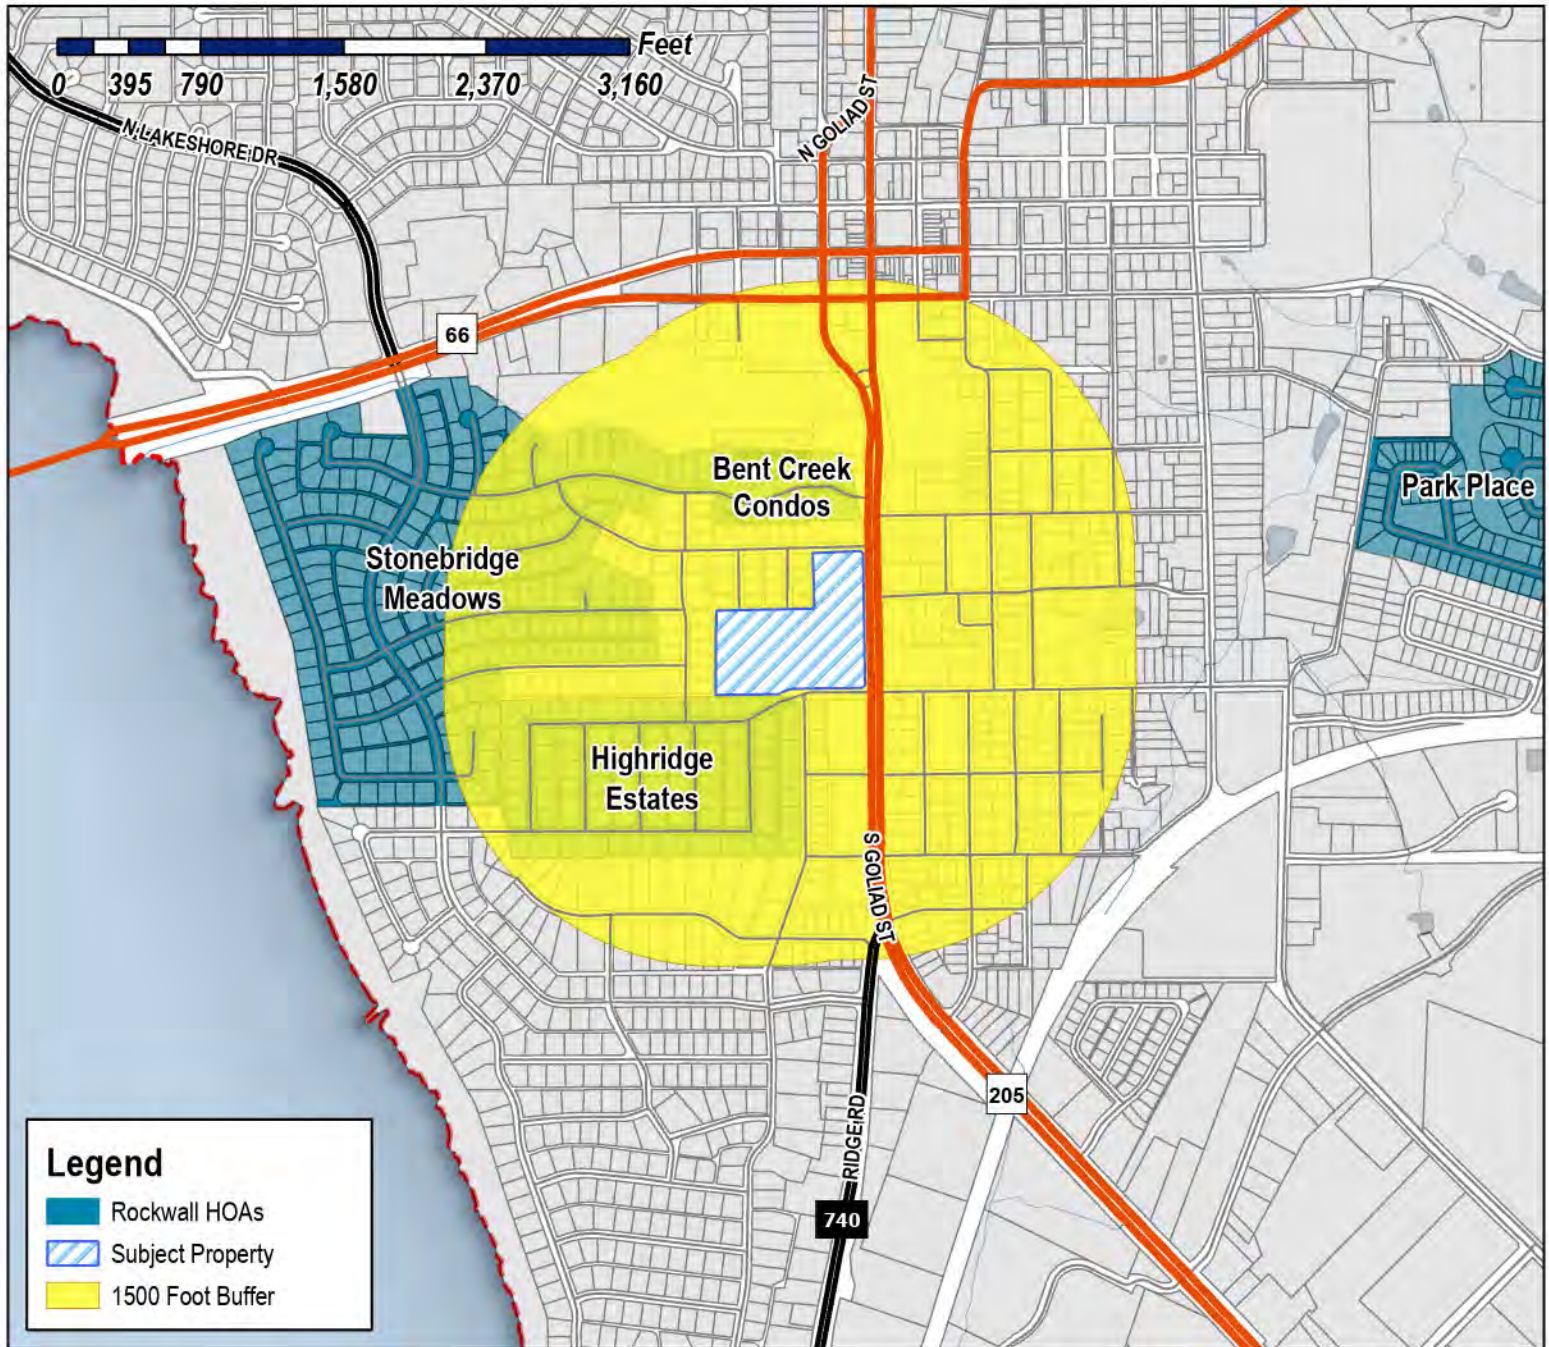 Feet
0 395 790 1,580 2,370 3,160
N LAKESHORE DR
N GOLIAD ST
66
Bent Creek
Condos
Park Place
Stonebridge
Meadows
Highridge
Estates
S GOLIAD ST
205
RIDGE RD
740
Legend
Rockwall HOAs
Subject Property
1500 Foot Buffer